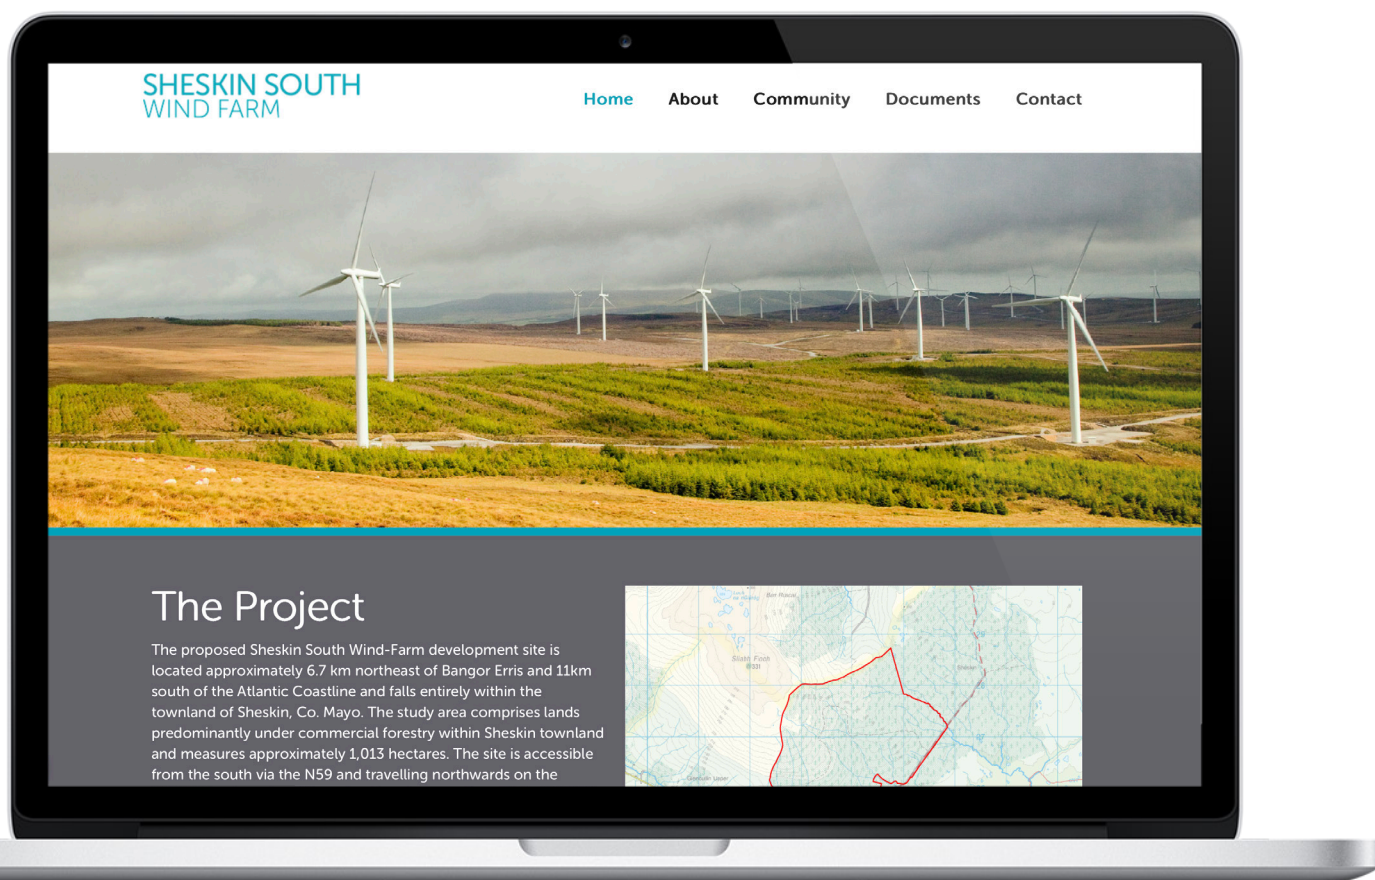 SHESKIN SOUTH
WIND FARM
Home About Community Documents Contact
The Project
The proposed Sheskin South Wind-Farm development site is
located approximately 6.7 km northeast of Bangor Erris and 11km
south of the Atlantic Coastline and falls entirely within the
townland of Sheskin, Co. Mayo. The study area comprises lands
predominantly under commercial forestry within Sheskin townland
and measures approximately 1,013 hectares. The site is accessible
from the south via the N59 and travelling northwards on the
Slieve Fyagh
331
Sheskin